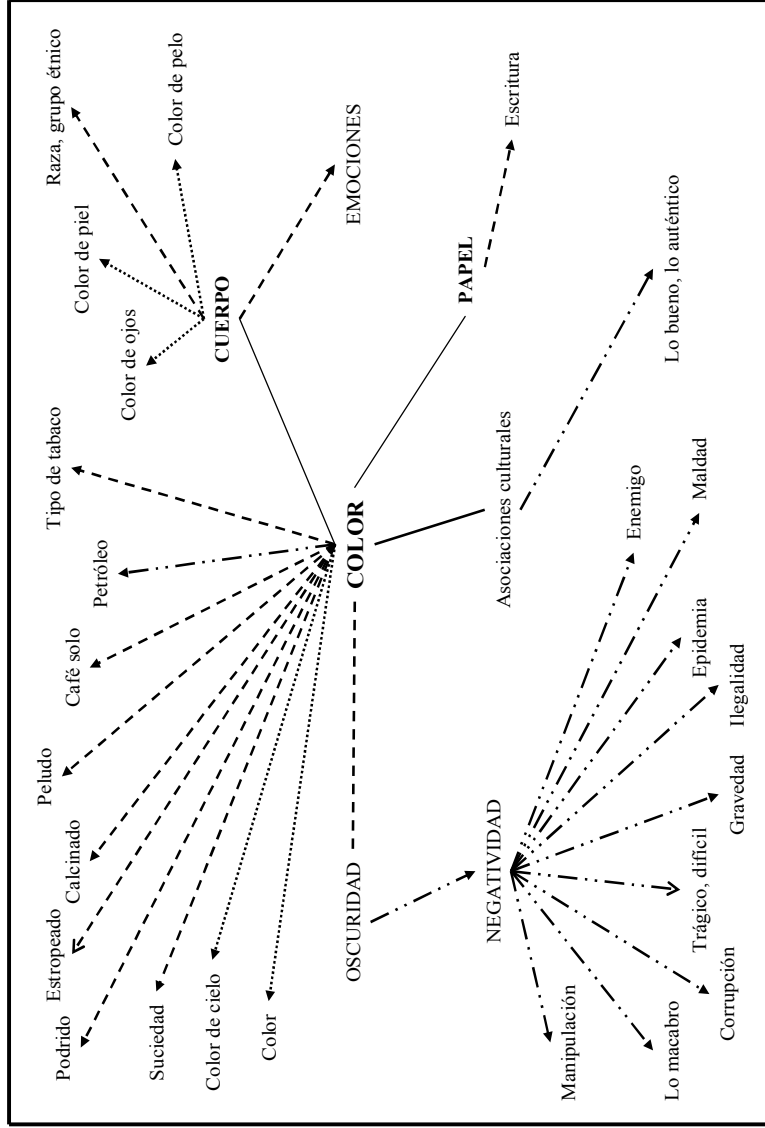 Podrido
Estropeado
Calcinado
Peludo
Café solo
Petróleo
Tipo de tabaco
Suciedad
Color de cielo
Color
Color de ojos
Color de piel
Raza, grupo étnico
Color de pelo
CUERPO
EMOCIONES
OSCURIDAD
COLOR
PAPEL
Escritura
NEGATIVIDAD
Asociaciones culturales
Lo bueno, lo auténtico
Manipulación
Lo macabro
Corrupción
Trágico, difícil
Gravedad
Ilegalidad
Epidemia
Maldad
Enemigo